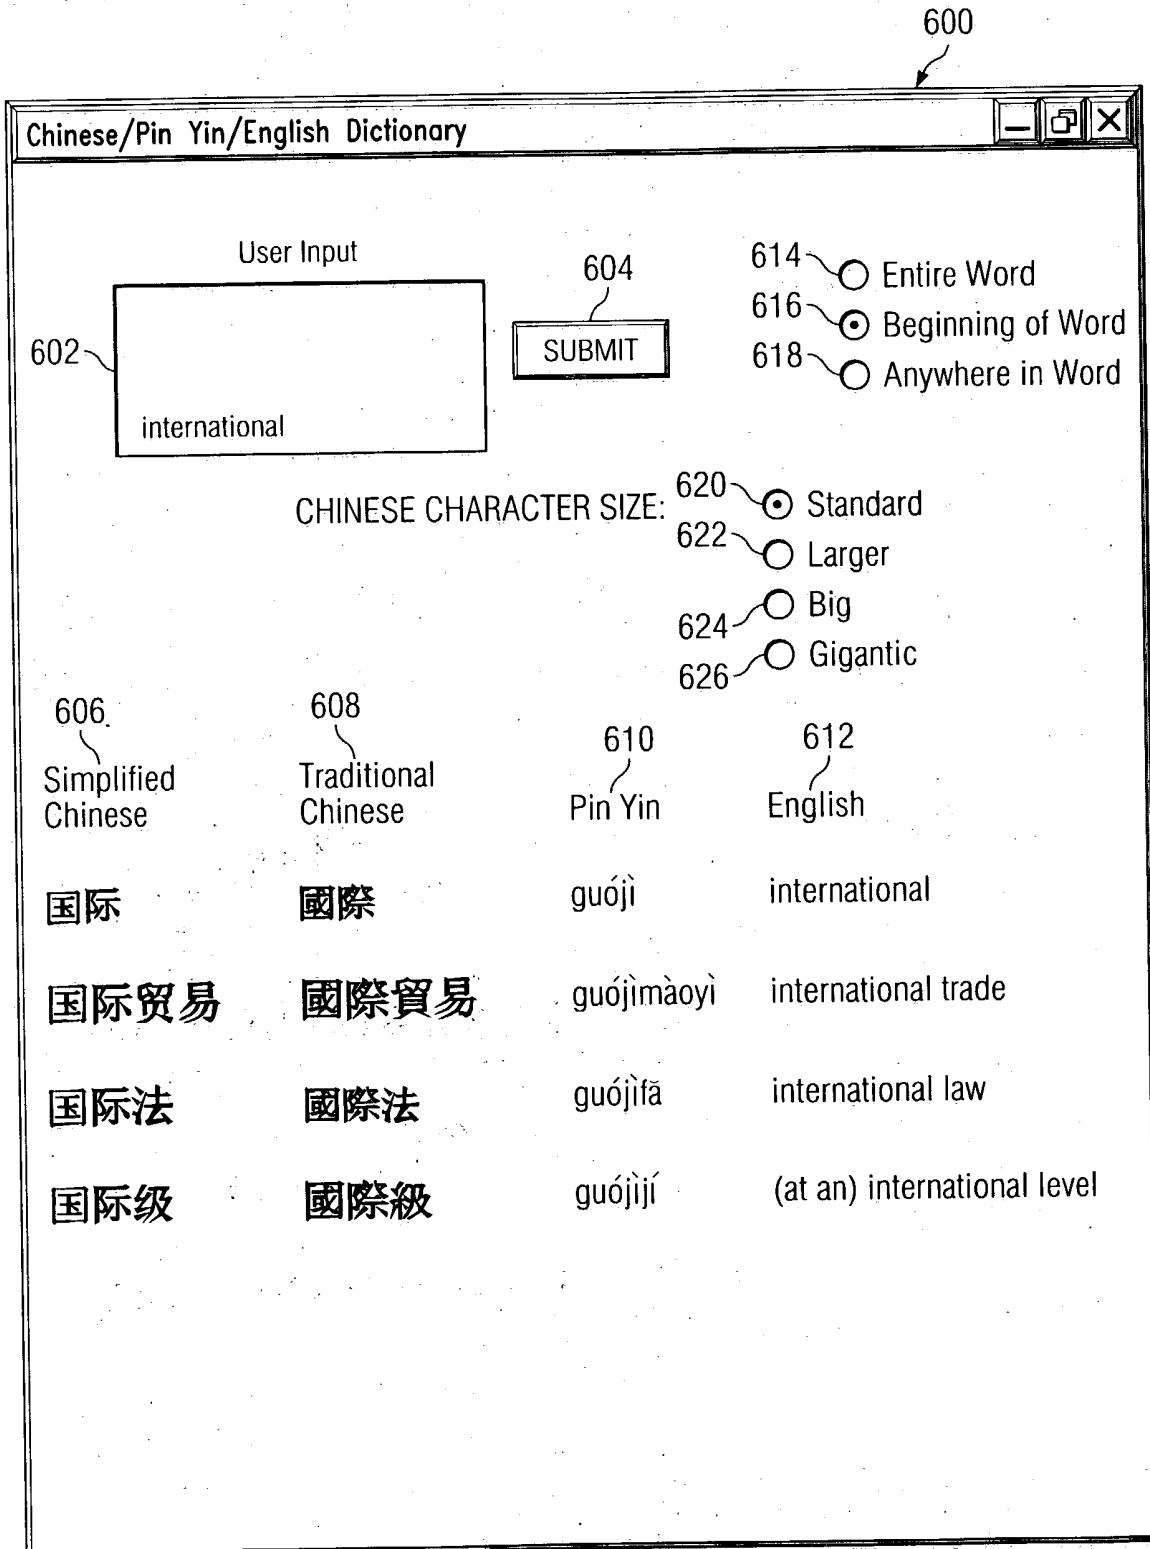 600
Chinese/Pin Yin/English Dictionary
User Input
604
614 Entire Word
602
SUBMIT
616 Beginning of Word
618 Anywhere in Word
international
CHINESE CHARACTER SIZE: 620 Standard
622 Larger
624 Big
626 Gigantic
606 608 610 612
Simplified Chinese Traditional Chinese Pin Yin English
国际 國際 guójì international
国际贸易 國際貿易 guójìmàoyì international trade
国际法 國際法 guójìfă international law
国际级 國際級 guójìjí (at an) international level